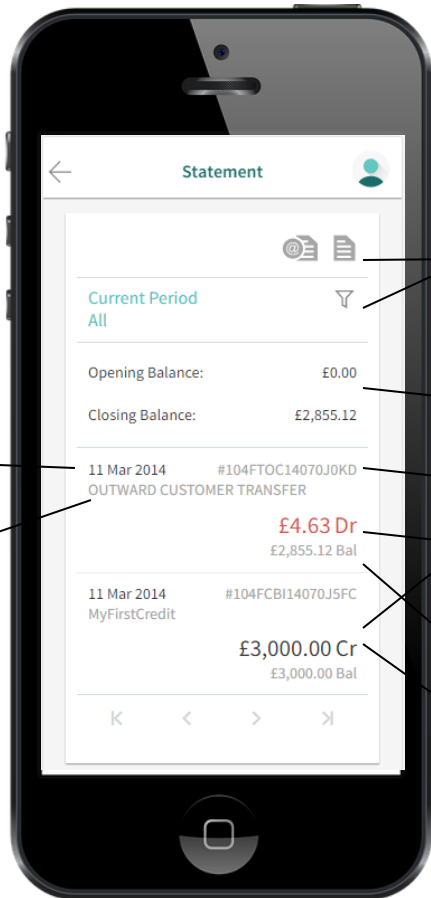 Statement
Current Period
All
Opening Balance: £0.00
Closing Balance: £2,855.12
11 Mar 2014 #104FTOC14070J0KD
OUTWARD CUSTOMER TRANSFER
£4.63 Dr
£2,855.12 Bal
11 Mar 2014 #104FCBI14070J5FC
MyFirstCredit
£3,000.00 Cr
£3,000.00 Bal